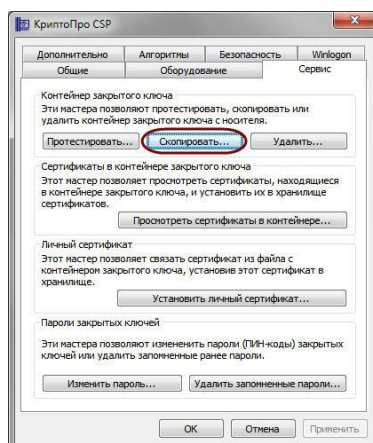 КриптоПро CSP
Дополнительно Алгоритмы Безопасность Winlogon
Общие Оборудование Сервис
Контейнер закрытого ключа
Эти мастера позволяют протестировать, скопировать или
удалить контейнер закрытого ключа с носителя.
Протестировать... Скопировать... Удалить...
Сертификаты в контейнере закрытого ключа
Этот мастер позволяет просмотреть сертификаты, находящиеся
в контейнере закрытого ключа, и установить их в хранилище
сертификатов.
Просмотреть сертификаты в контейнере...
Личный сертификат
Этот мастер позволяет связать сертификат из файла с
контейнером закрытого ключа, установив этот сертификат в
хранилище.
Установить личный сертификат...
Пароли закрытых ключей
Эти мастера позволяют изменить пароли (ПИН-коды) закрытых
ключей или удалить запомненные ранее пароли.
Изменить пароль... Удалить запомненные пароли...
ОК Отмена Применить